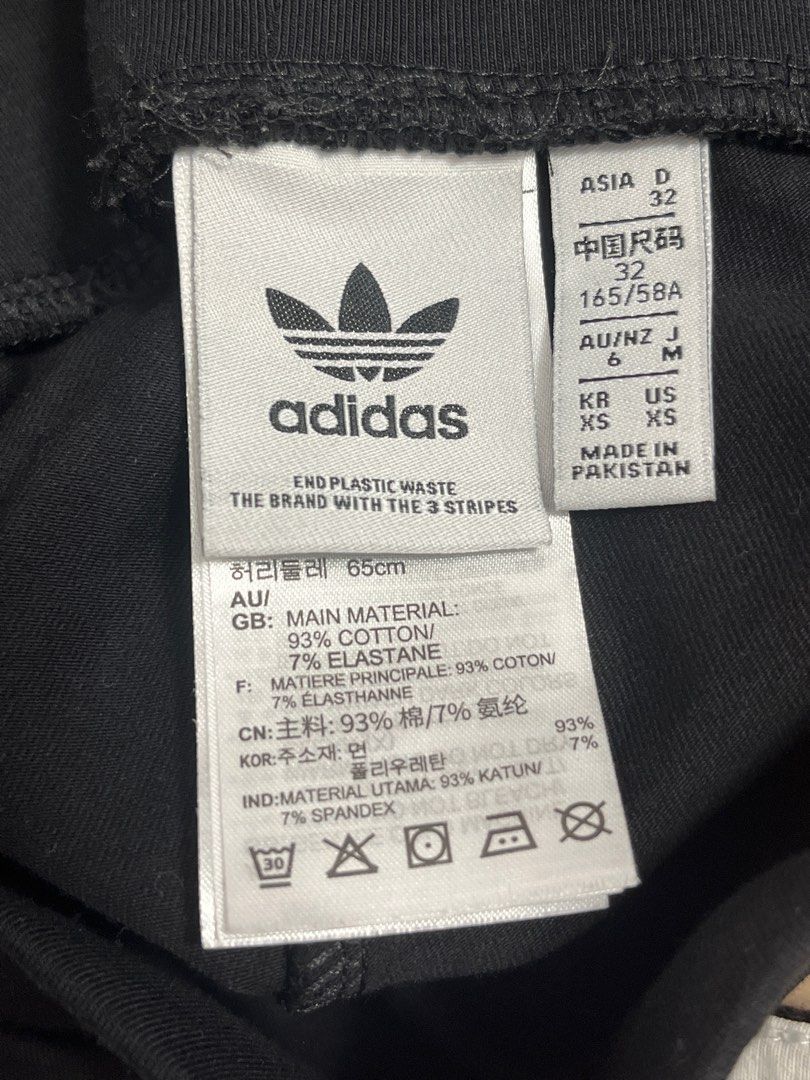 adidas
END PLASTIC WASTE
THE BRAND WITH THE 3 STRIPES
ASIA D
32
中国尺码
32
165/58A
AU/NZ J
6 M
KR US
XS XS
MADE IN
PAKISTAN
허리둘레 65cm
AU/
GB: MAIN MATERIAL:
93% COTTON/
7% ELASTANE
F: MATIERE PRINCIPALE: 93% COTON/
7% ÉLASTHANNE
CN:主料: 93% 棉/7% 氨纶
KOR:주소재: 면 93%
폴리우레탄 7%
IND:MATERIAL UTAMA: 93% KATUN/
7% SPANDEX
30